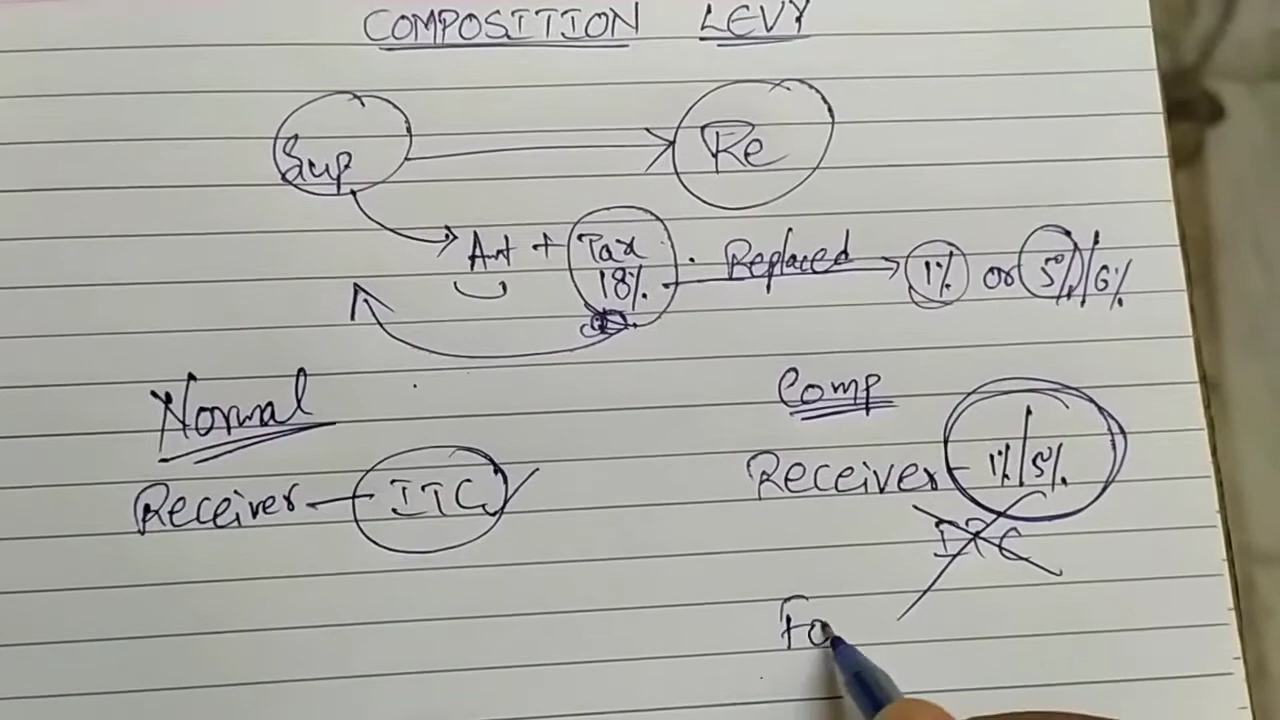 COMPOSITION LEVY
Sup Re
Amt + Tax 18%. Replaced 1% or 5%/6%
Normal
Comp
Receiver - ITC
Receiver - 1%/5%
ITC
Fo